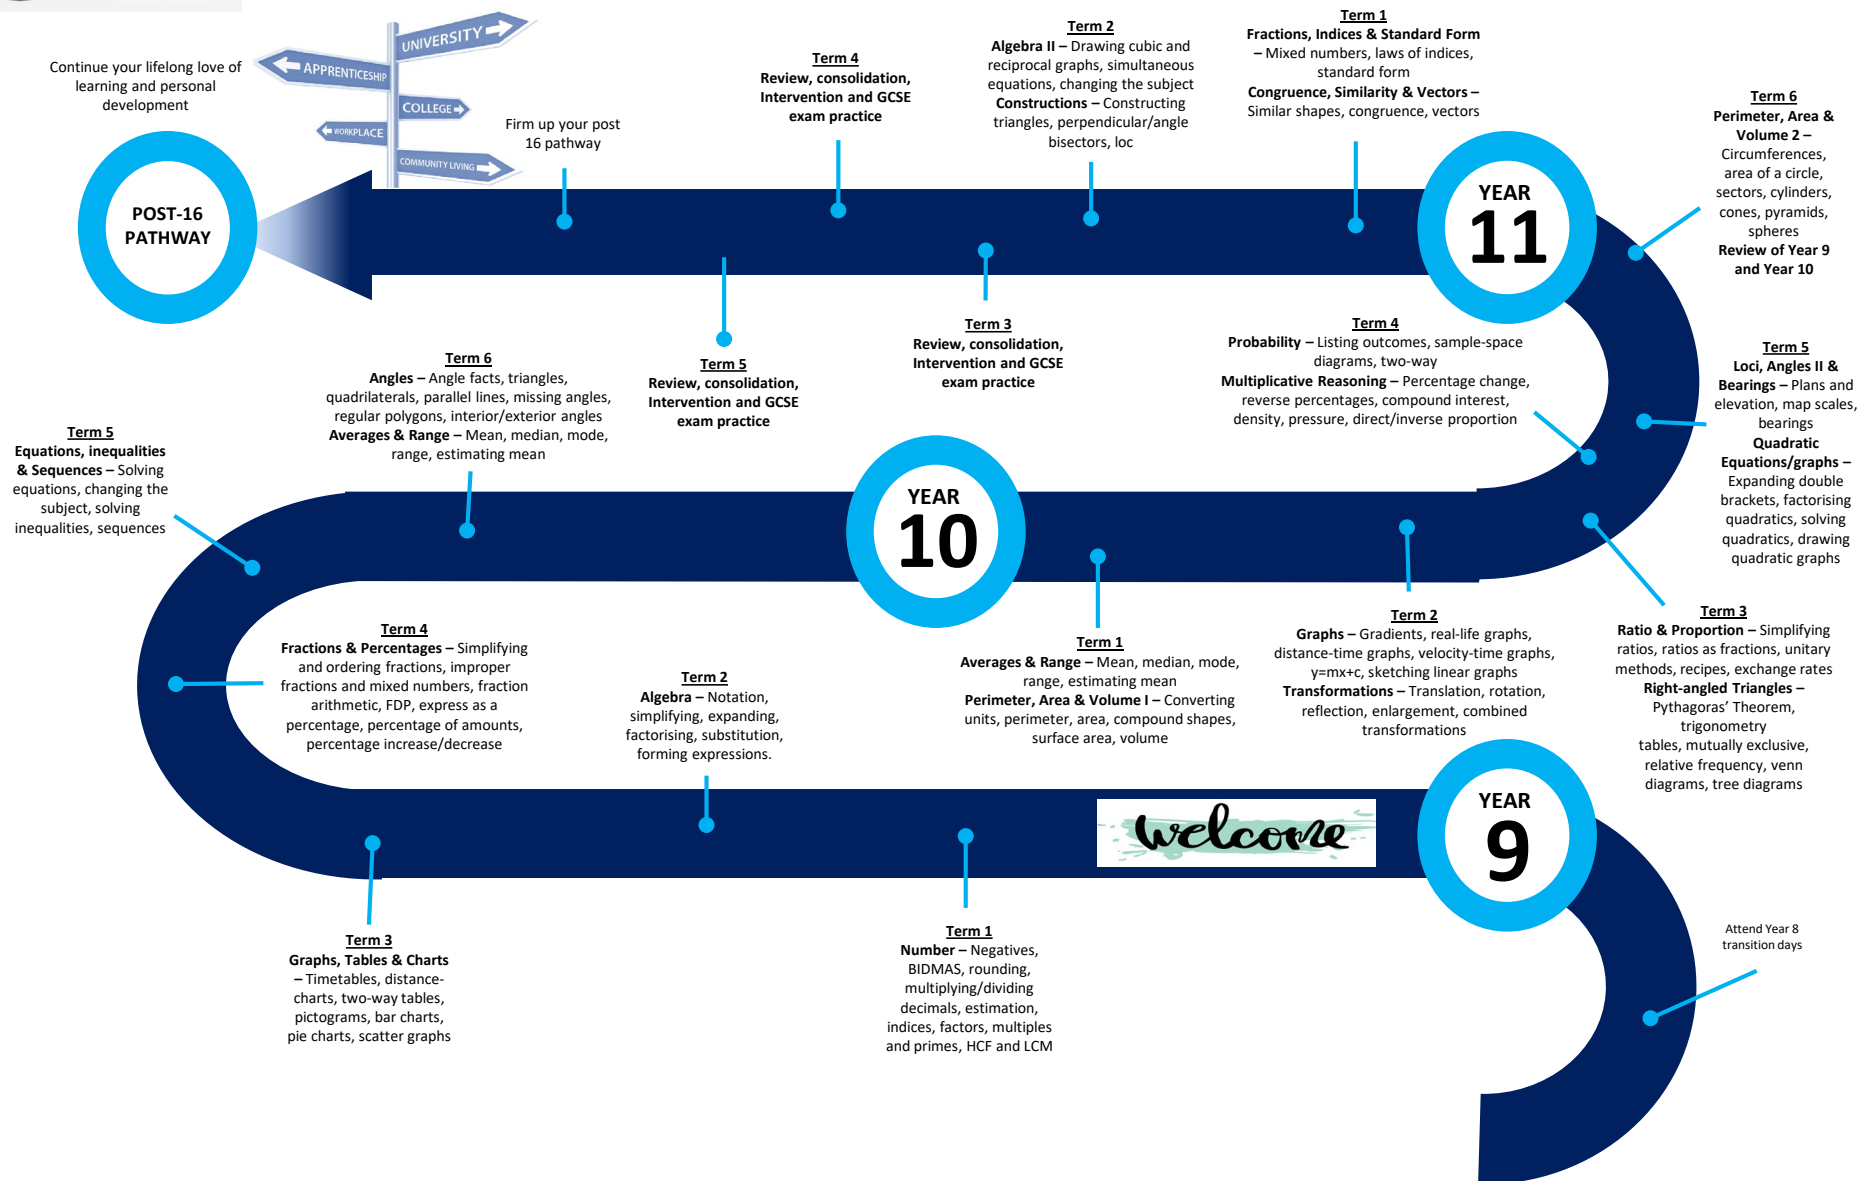 Continue your lifelong love of
learning and personal
development
UNIVERSITY
APPRENTICESHIP
COLLEGE
WORKPLACE
COMMUNITY LIVING
Firm up your post
16 pathway
Term 4
Review, consolidation,
Intervention and GCSE
exam practice
Term 2
Algebra II – Drawing cubic and
reciprocal graphs, simultaneous
equations, changing the subject
Constructions – Constructing
triangles, perpendicular/angle
bisectors, loc
Term 1
Fractions, Indices & Standard Form
– Mixed numbers, laws of indices,
standard form
Congruence, Similarity & Vectors –
Similar shapes, congruence, vectors
Term 6
Perimeter, Area &
Volume 2 –
Circumferences,
area of a circle,
sectors, cylinders,
cones, pyramids,
spheres
Review of Year 9
and Year 10
POST-16
PATHWAY
YEAR
11
Term 6
Angles – Angle facts, triangles,
quadrilaterals, parallel lines, missing angles,
regular polygons, interior/exterior angles
Averages & Range – Mean, median, mode,
range, estimating mean
Term 5
Review, consolidation,
Intervention and GCSE
exam practice
Term 3
Review, consolidation,
Intervention and GCSE
exam practice
Term 4
Probability – Listing outcomes, sample-space
diagrams, two-way
Multiplicative Reasoning – Percentage change,
reverse percentages, compound interest,
density, pressure, direct/inverse proportion
Term 5
Loci, Angles II &
Bearings – Plans and
elevation, map scales,
bearings
Quadratic
Equations/graphs –
Expanding double
brackets, factorising
quadratics, solving
quadratics, drawing
quadratic graphs
Term 5
Equations, inequalities
& Sequences – Solving
equations, changing the
subject, solving
inequalities, sequences
YEAR
10
Term 4
Fractions & Percentages – Simplifying
and ordering fractions, improper
fractions and mixed numbers, fraction
arithmetic, FDP, express as a
percentage, percentage of amounts,
percentage increase/decrease
Term 2
Algebra – Notation,
simplifying, expanding,
factorising, substitution,
forming expressions.
Term 1
Averages & Range – Mean, median, mode,
range, estimating mean
Perimeter, Area & Volume I – Converting
units, perimeter, area, compound shapes,
surface area, volume
Term 2
Graphs – Gradients, real-life graphs,
distance-time graphs, velocity-time graphs,
y=mx+c, sketching linear graphs
Transformations – Translation, rotation,
reflection, enlargement, combined
transformations
Term 3
Ratio & Proportion – Simplifying
ratios, ratios as fractions, unitary
methods, recipes, exchange rates
Right-angled Triangles –
Pythagoras' Theorem,
trigonometry
tables, mutually exclusive,
relative frequency, venn
diagrams, tree diagrams
welcome
YEAR
9
Term 3
Graphs, Tables & Charts
– Timetables, distance-
charts, two-way tables,
pictograms, bar charts,
pie charts, scatter graphs
Term 1
Number – Negatives,
BIDMAS, rounding,
multiplying/dividing
decimals, estimation,
indices, factors, multiples
and primes, HCF and LCM
Attend Year 8
transition days